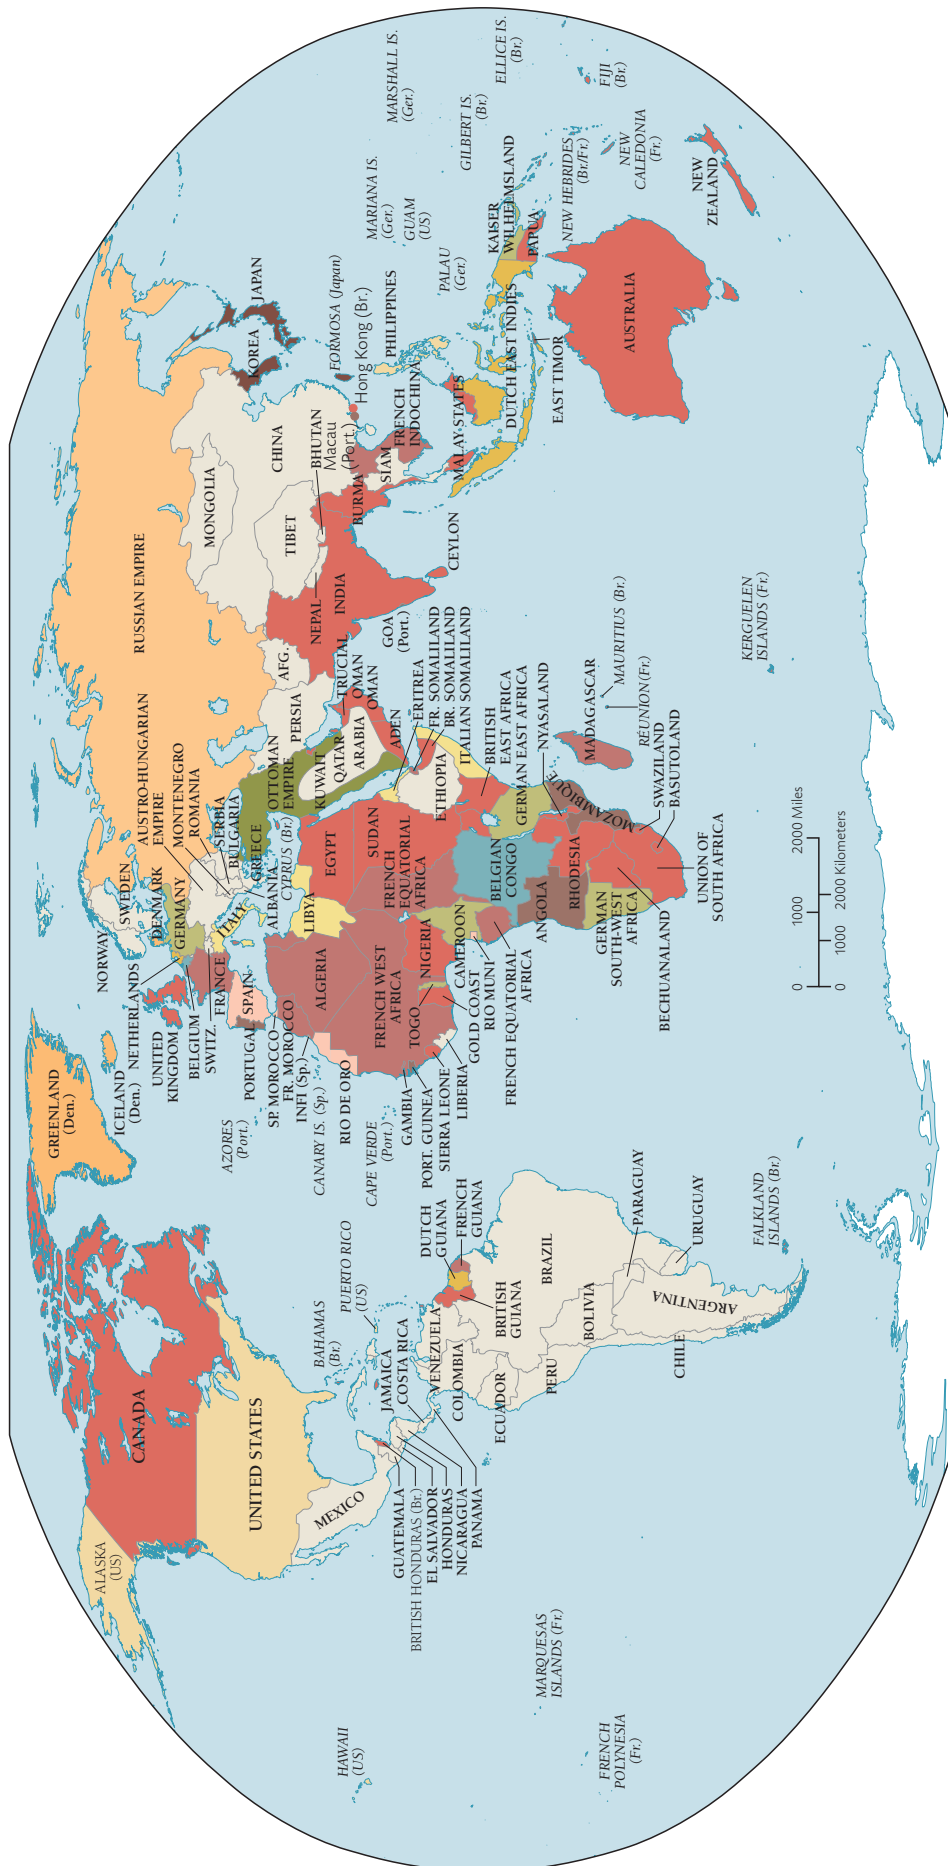 GREENLAND
(Den.)
ICELAND
(Den.)
ALASKA
(US)
CANADA
UNITED STATES
MEXICO
BAHAMAS
(Br.)
PUERTO RICO
(US)
JAMAICA
COSTA RICA
GUATEMALA
BRITISH HONDURAS (Br.)
EL SALVADOR
HONDURAS
NICARAGUA
PANAMA
HAWAII
(US)
MARQUESAS
ISLANDS (Fr.)
FRENCH
POLYNESIA
(Fr.)
VENEZUELA
COLOMBIA
ECUADOR
PERU
BRITISH
GUIANA
DUTCH
GUIANA
FRENCH
GUIANA
BRAZIL
BOLIVIA
PARAGUAY
URUGUAY
ARGENTINA
CHILE
FALKLAND
ISLANDS (Br.)
NORWAY
SWEDEN
DENMARK
NETHERLANDS
UNITED
KINGDOM
BELGIUM
SWITZ.
GERMANY
FRANCE
SPAIN
PORTUGAL
ITALY
AUSTRO-HUNGARIAN
EMPIRE
MONTENEGRO
ROMANIA
SERBIA
BULGARIA
GREECE
ALBANIA
CYPRUS (Br.)
OTTOMAN
EMPIRE
RUSSIAN EMPIRE
AZORES
(Port.)
SP. MOROCCO
FR. MOROCCO
INFI (Sp.)
CANARY IS. (Sp.)
RIO DE ORO
CAPE VERDE
(Port.)
GAMBIA
PORT. GUINEA
SIERRA LEONE
LIBERIA
ALGERIA
LIBYA
EGYPT
FRENCH WEST
AFRICA
TOGO
NIGERIA
CAMEROON
GOLD COAST
RIO MUNI
FRENCH EQUATORIAL
AFRICA
FRENCH
EQUATORIAL
AFRICA
SUDAN
ETHIOPIA
ERITREA
FR. SOMALILAND
BR. SOMALILAND
ITALIAN SOMALILAND
BRITISH
EAST AFRICA
GERMAN EAST AFRICA
NYASALAND
BELGIAN
CONGO
ANGOLA
RHODESIA
MOZAMBIQUE
MADAGASCAR
MAURITIUS (Br.)
RÉUNION (Fr.)
GERMAN
SOUTH-WEST
AFRICA
BECHUANALAND
SWAZILAND
BASUTOLAND
UNION OF
SOUTH AFRICA
KERGUELEN
ISLANDS (Fr.)
KUWAIT
QATAR
ARABIA
TRUCIAL
OMAN
OMAN
ADEN
PERSIA
AFG.
GOA
(Port.)
INDIA
NEPAL
BHUTAN
TIBET
MONGOLIA
CHINA
CEYLON
BURMA
SIAM
FRENCH
INDOCHINA
Macau
(Port.)
Hong Kong (Br.)
FORMOSA (Japan)
KOREA
JAPAN
PHILIPPINES
MALAY STATES
DUTCH EAST INDIES
EAST TIMOR
KAISER
WILHELMSLAND
PAPUA
MARIANA IS.
(Ger.)
GUAM
(US)
PALAU
(Ger.)
MARSHALL IS.
(Ger.)
GILBERT IS.
(Br.)
ELLICE IS.
(Br.)
NEW HEBRIDES
(Br./Fr.)
NEW
CALEDONIA
(Fr.)
FIJI
(Br.)
AUSTRALIA
NEW
ZEALAND
0 1000 2000 Miles
0 1000 2000 Kilometers